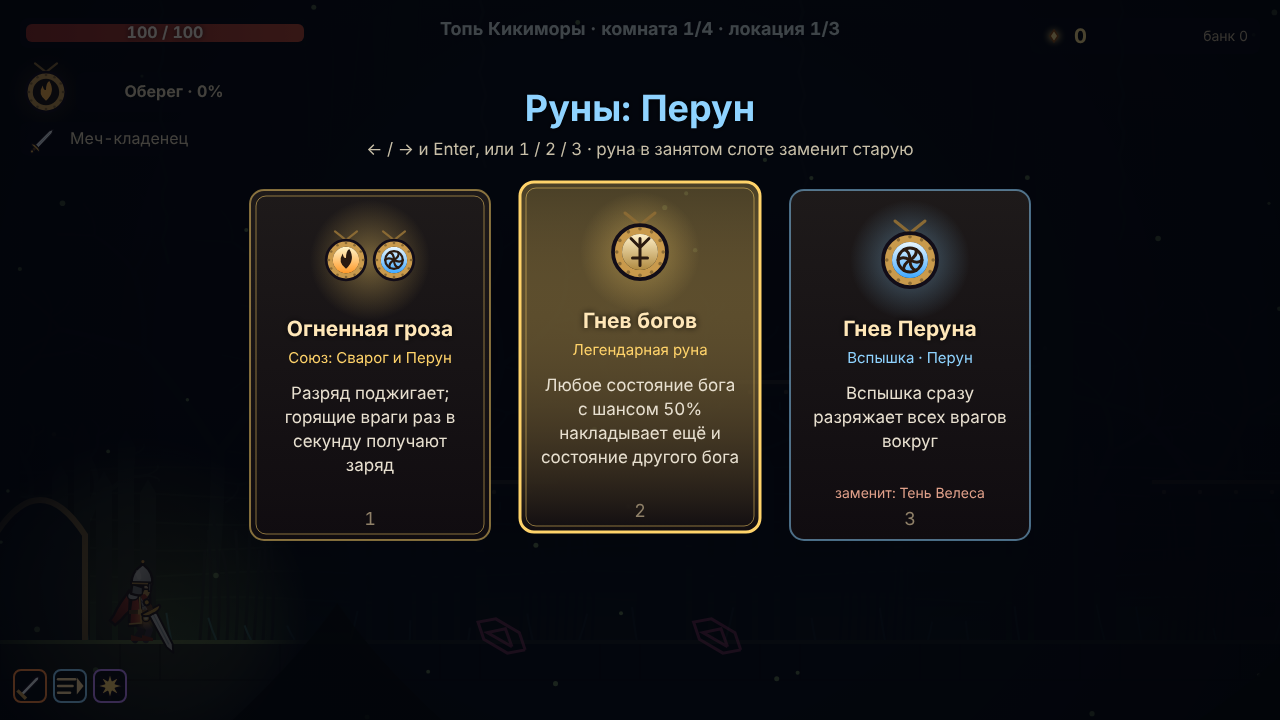 100 / 100
Топь Кикиморы · комната 1/4 · локация 1/3
0
банк 0
Оберег · 0%
Меч-кладенец
Руны: Перун
← / → и Enter, или 1 / 2 / 3 · руна в занятом слоте заменит старую
Огненная гроза
Союз: Сварог и Перун
Разряд поджигает;
горящие враги раз в
секунду получают
заряд
1
Гнев богов
Легендарная руна
Любое состояние бога
с шансом 50%
накладывает ещё и
состояние другого бога
2
Гнев Перуна
Вспышка · Перун
Вспышка сразу
разряжает всех врагов
вокруг
заменит: Тень Велеса
3